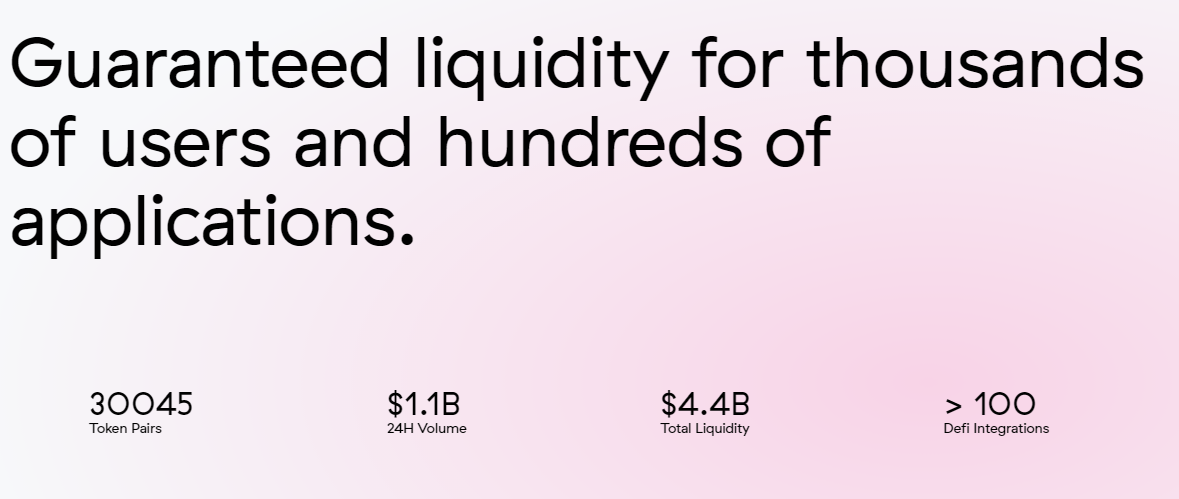 Guaranteed liquidity for thousands
of users and hundreds of
applications.
30045 $1.1B $4.4B > 100
Token Pairs 24H Volume Total Liquidity Defi Integrations